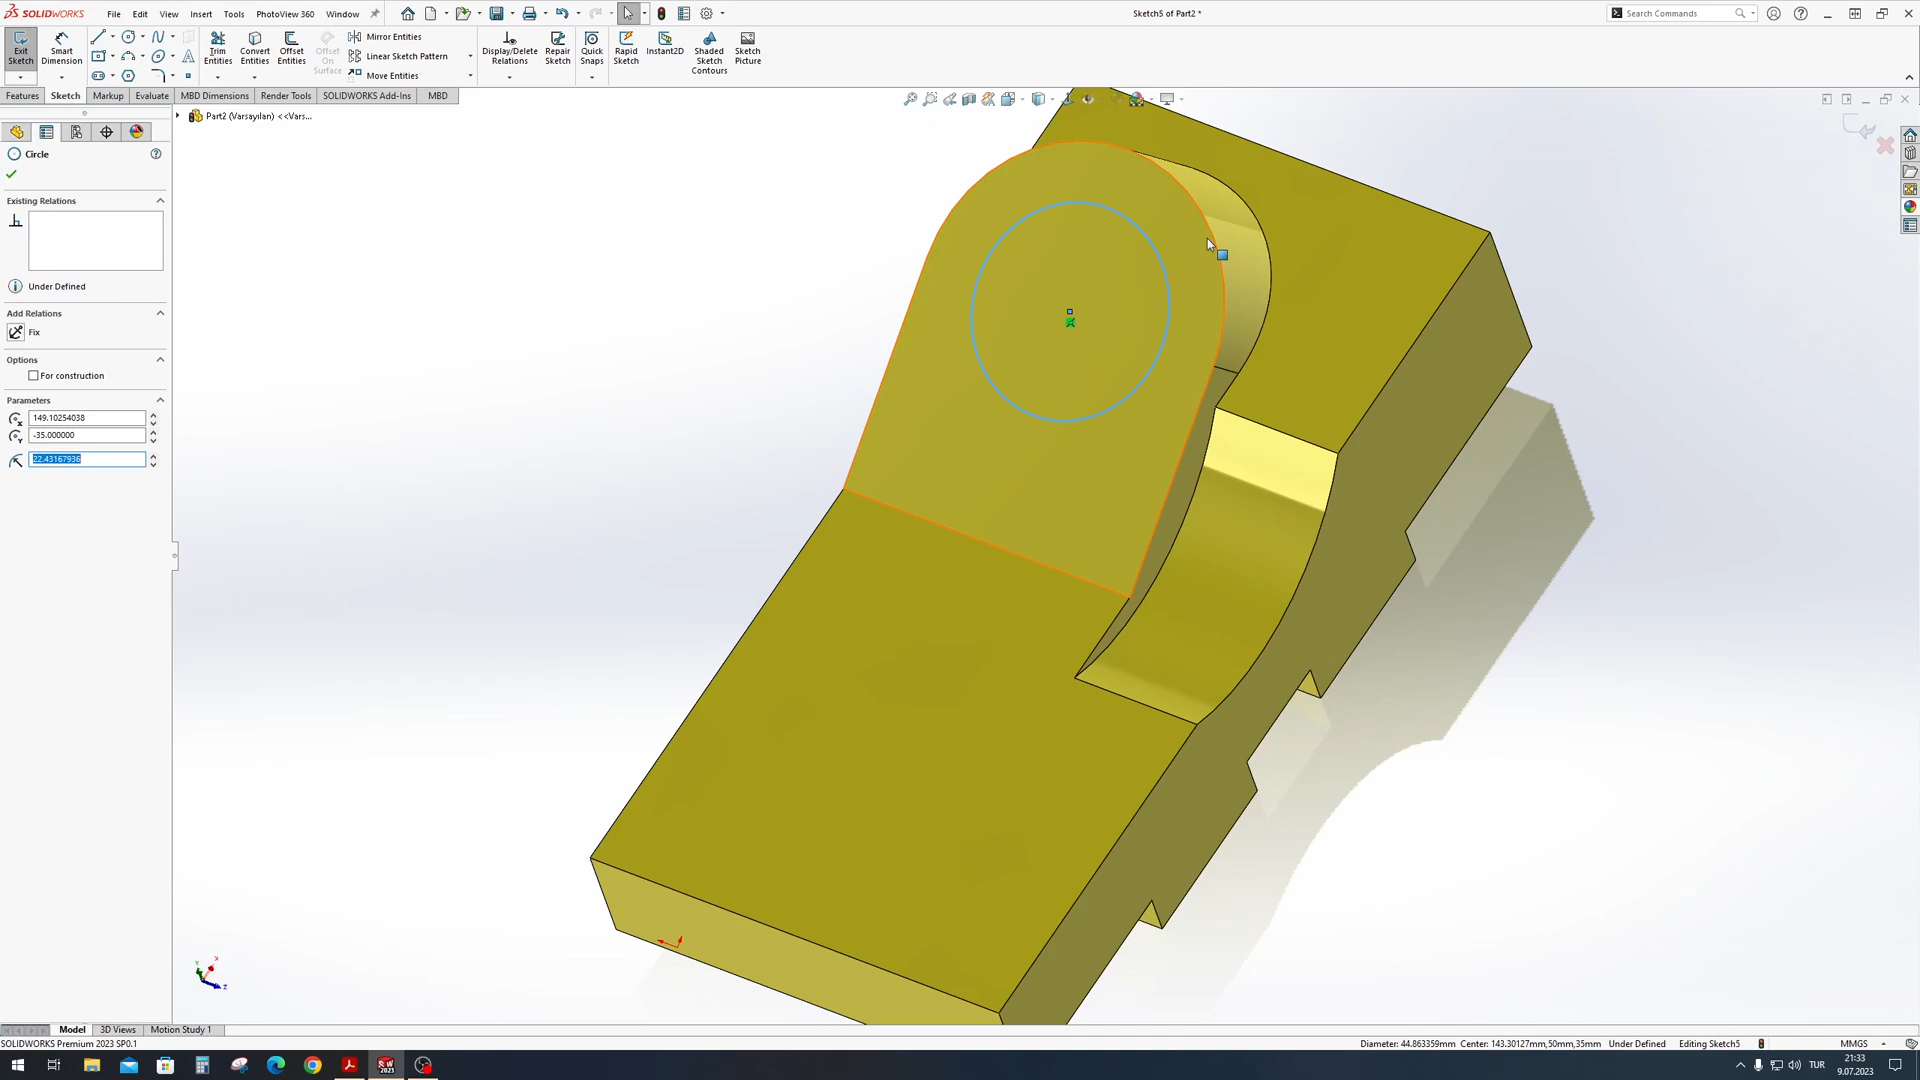 SOLIDWORKS File Edit View Insert Tools PhotoView 360 Window
Sketch5 of Part2 *
Search Commands
Exit Sketch
Smart Dimension
Trim Entities
Convert Entities
Offset Entities
Offset On Surface
Mirror Entities
Linear Sketch Pattern
Move Entities
Display/Delete Relations
Repair Sketch
Quick Snaps
Rapid Sketch
Instant2D
Shaded Sketch Contours
Sketch Picture
Features Sketch Markup Evaluate MBD Dimensions Render Tools SOLIDWORKS Add-Ins MBD
Part2 (Varsayılan) <<Vars...
Circle
Existing Relations
Under Defined
Add Relations
Fix
Options
For construction
Parameters
149.10254038
-35.000000
22.43167936
Y X Z
Model 3D Views Motion Study 1
SOLIDWORKS Premium 2023 SP0.1
Diameter: 44.863359mm Center: 143.30127mm,50mm,35mm Under Defined Editing Sketch5 MMGS
SW 2023
TUR
21:33
9.07.2023